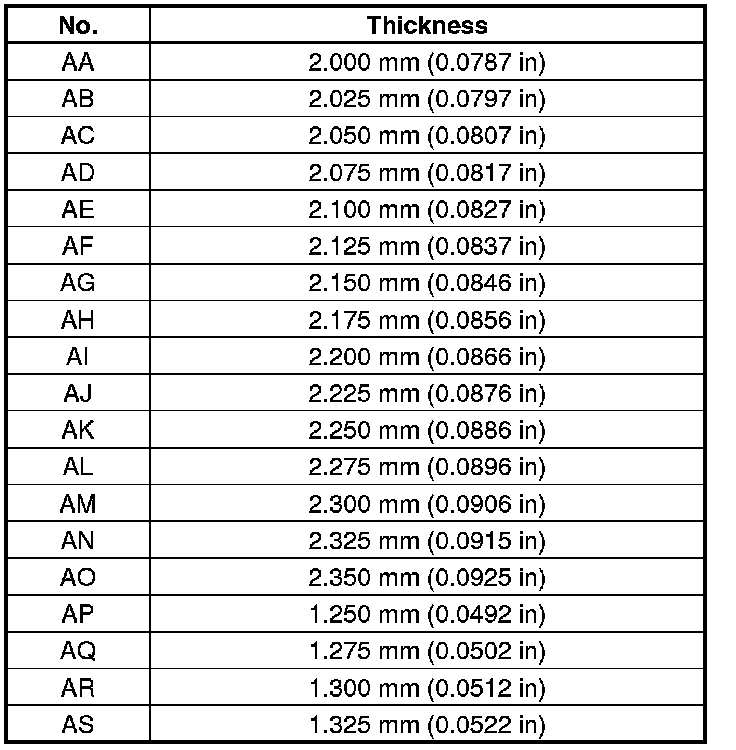 No. Thickness
AA 2.000 mm (0.0787 in)
AB 2.025 mm (0.0797 in)
AC 2.050 mm (0.0807 in)
AD 2.075 mm (0.0817 in)
AE 2.100 mm (0.0827 in)
AF 2.125 mm (0.0837 in)
AG 2.150 mm (0.0846 in)
AH 2.175 mm (0.0856 in)
AI 2.200 mm (0.0866 in)
AJ 2.225 mm (0.0876 in)
AK 2.250 mm (0.0886 in)
AL 2.275 mm (0.0896 in)
AM 2.300 mm (0.0906 in)
AN 2.325 mm (0.0915 in)
AO 2.350 mm (0.0925 in)
AP 1.250 mm (0.0492 in)
AQ 1.275 mm (0.0502 in)
AR 1.300 mm (0.0512 in)
AS 1.325 mm (0.0522 in)